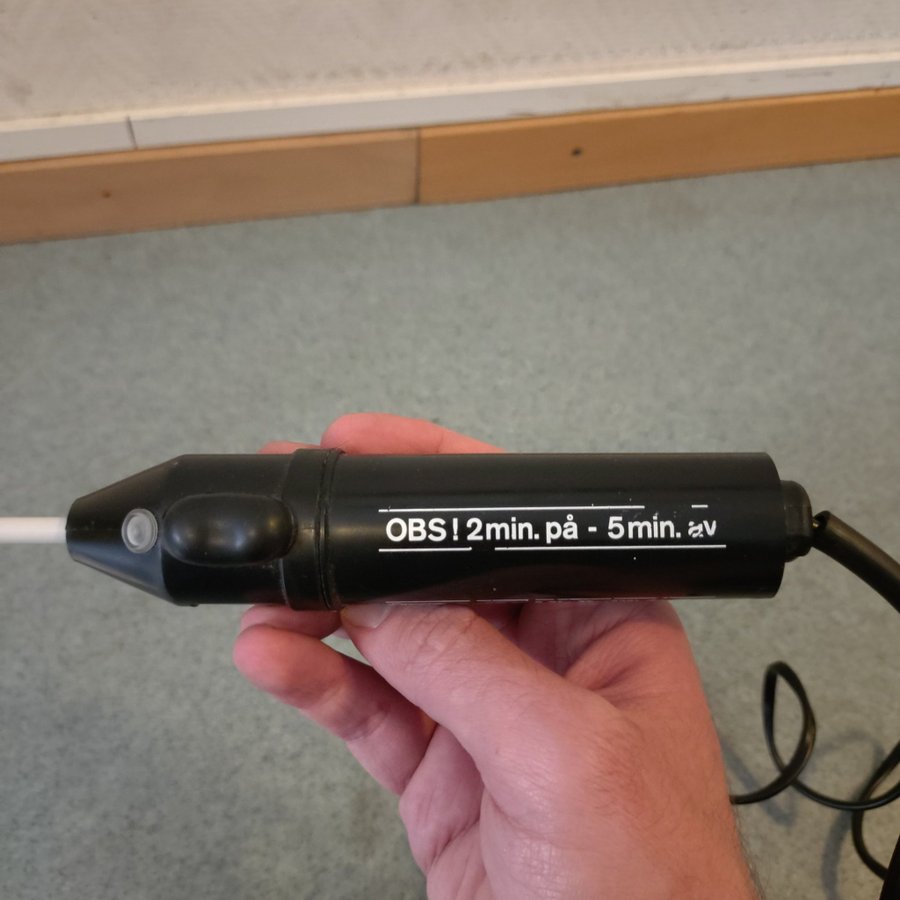 OBS! 2min. på - 5min. av